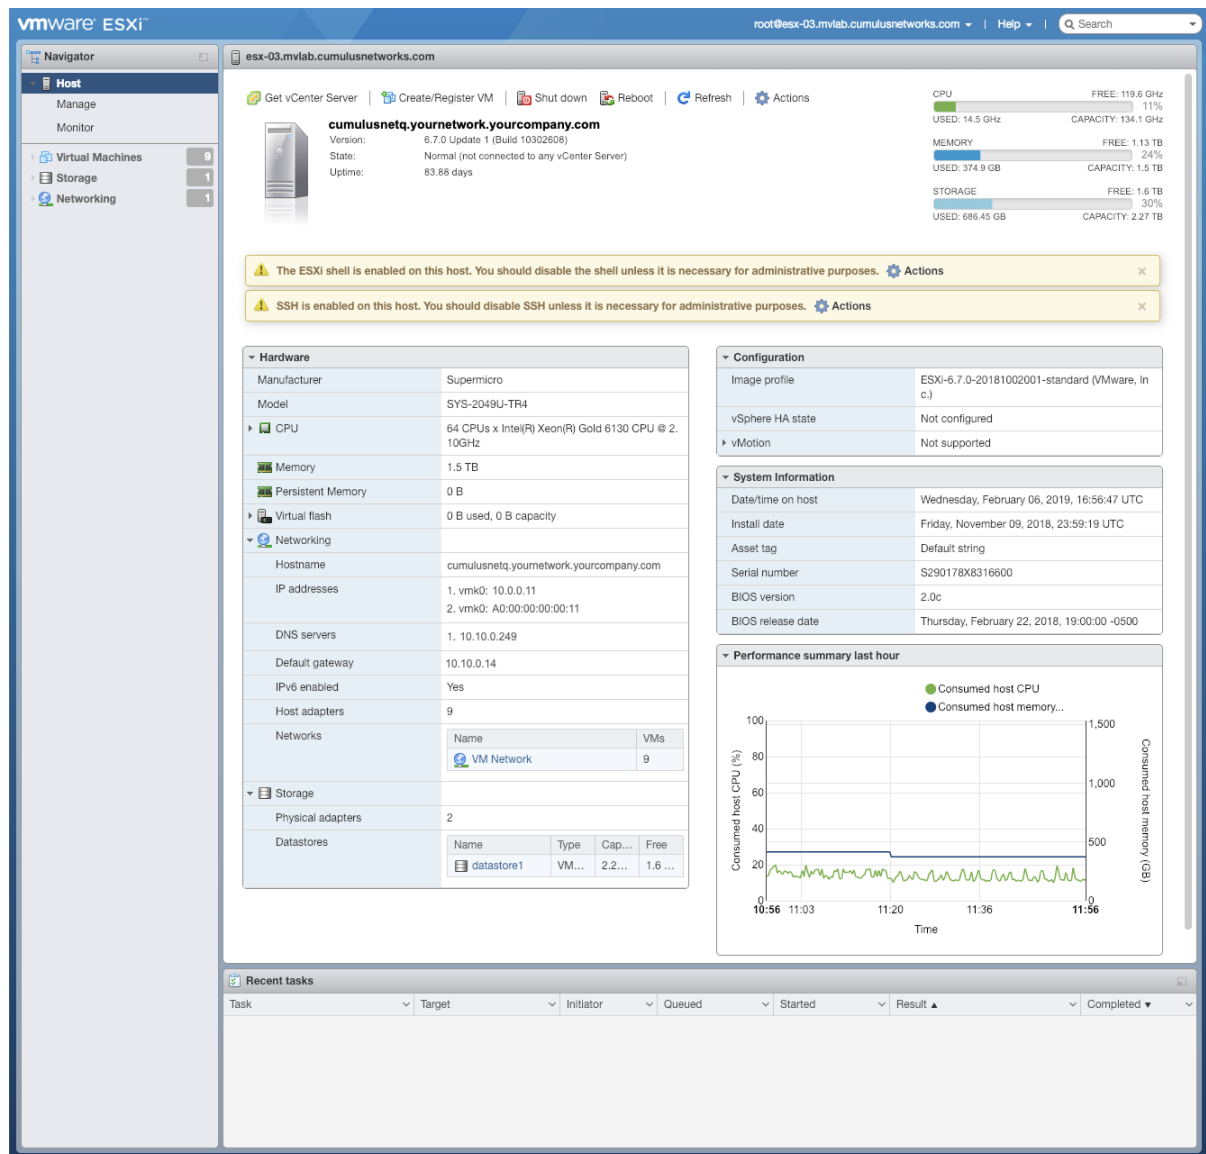 vmware ESXi™
root@esx-03.mvlab.cumulusnetworks.com | Help | Search
Navigator
Host
Manage
Monitor
Virtual Machines 9
Storage 1
Networking 1
esx-03.mvlab.cumulusnetworks.com
Get vCenter Server | Create/Register VM | Shut down Reboot | Refresh | Actions
cumulusnetq.yournetwork.yourcompany.com
Version: 6.7.0 Update 1 (Build 10302608)
State: Normal (not connected to any vCenter Server)
Uptime: 83.88 days
CPU FREE: 119.6 GHz
11%
USED: 14.5 GHz CAPACITY: 134.1 GHz
MEMORY FREE: 1.13 TB
24%
USED: 374.9 GB CAPACITY: 1.5 TB
STORAGE FREE: 1.6 TB
30%
USED: 686.45 GB CAPACITY: 2.27 TB
The ESXi shell is enabled on this host. You should disable the shell unless it is necessary for administrative purposes. Actions
SSH is enabled on this host. You should disable SSH unless it is necessary for administrative purposes. Actions
Hardware
Manufacturer Supermicro
Model SYS-2049U-TR4
CPU 64 CPUs x Intel(R) Xeon(R) Gold 6130 CPU @ 2.
10GHz
Memory 1.5 TB
Persistent Memory 0 B
Virtual flash 0 B used, 0 B capacity
Networking
Hostname cumulusnetq.yournetwork.yourcompany.com
IP addresses 1. vmk0: 10.0.0.11
2. vmk0: A0:00:00:00:00:11
DNS servers 1. 10.10.0.249
Default gateway 10.10.0.14
IPv6 enabled Yes
Host adapters 9
Networks Name VMs
VM Network 9
Storage
Physical adapters 2
Datastores Name Type Cap... Free
datastore1 VM... 2.2... 1.6 ...
Configuration
Image profile ESXi-6.7.0-20181002001-standard (VMware, In
c.)
vSphere HA state Not configured
vMotion Not supported
System Information
Date/time on host Wednesday, February 06, 2019, 16:56:47 UTC
Install date Friday, November 09, 2018, 23:59:19 UTC
Asset tag Default string
Serial number S290178X8316600
BIOS version 2.0c
BIOS release date Thursday, February 22, 2018, 19:00:00 -0500
Performance summary last hour
Consumed host CPU
Consumed host memory...
Consumed host CPU (%)
100
80
60
40
20
0
1,500
1,000
500
0
Consumed host memory (GB)
10:56 11:03 11:20 11:36 11:56
Time
Recent tasks
Task Target Initiator Queued Started Result ▲ Completed ▼